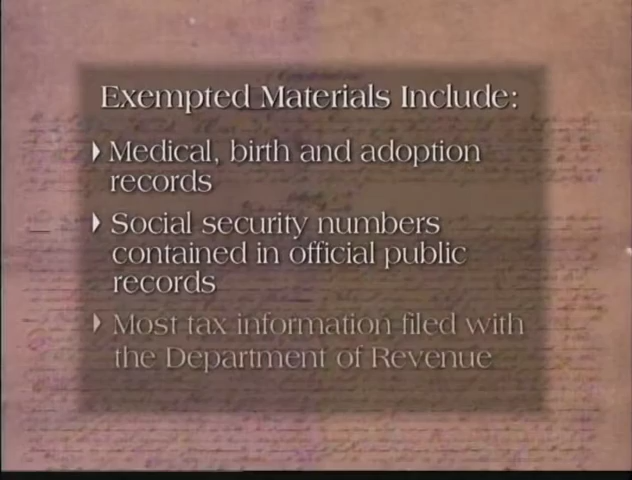 Exempted Materials Include:
Medical, birth and adoption
records
Social security numbers
contained in official public
records
Most tax information filed with
the Department of Revenue